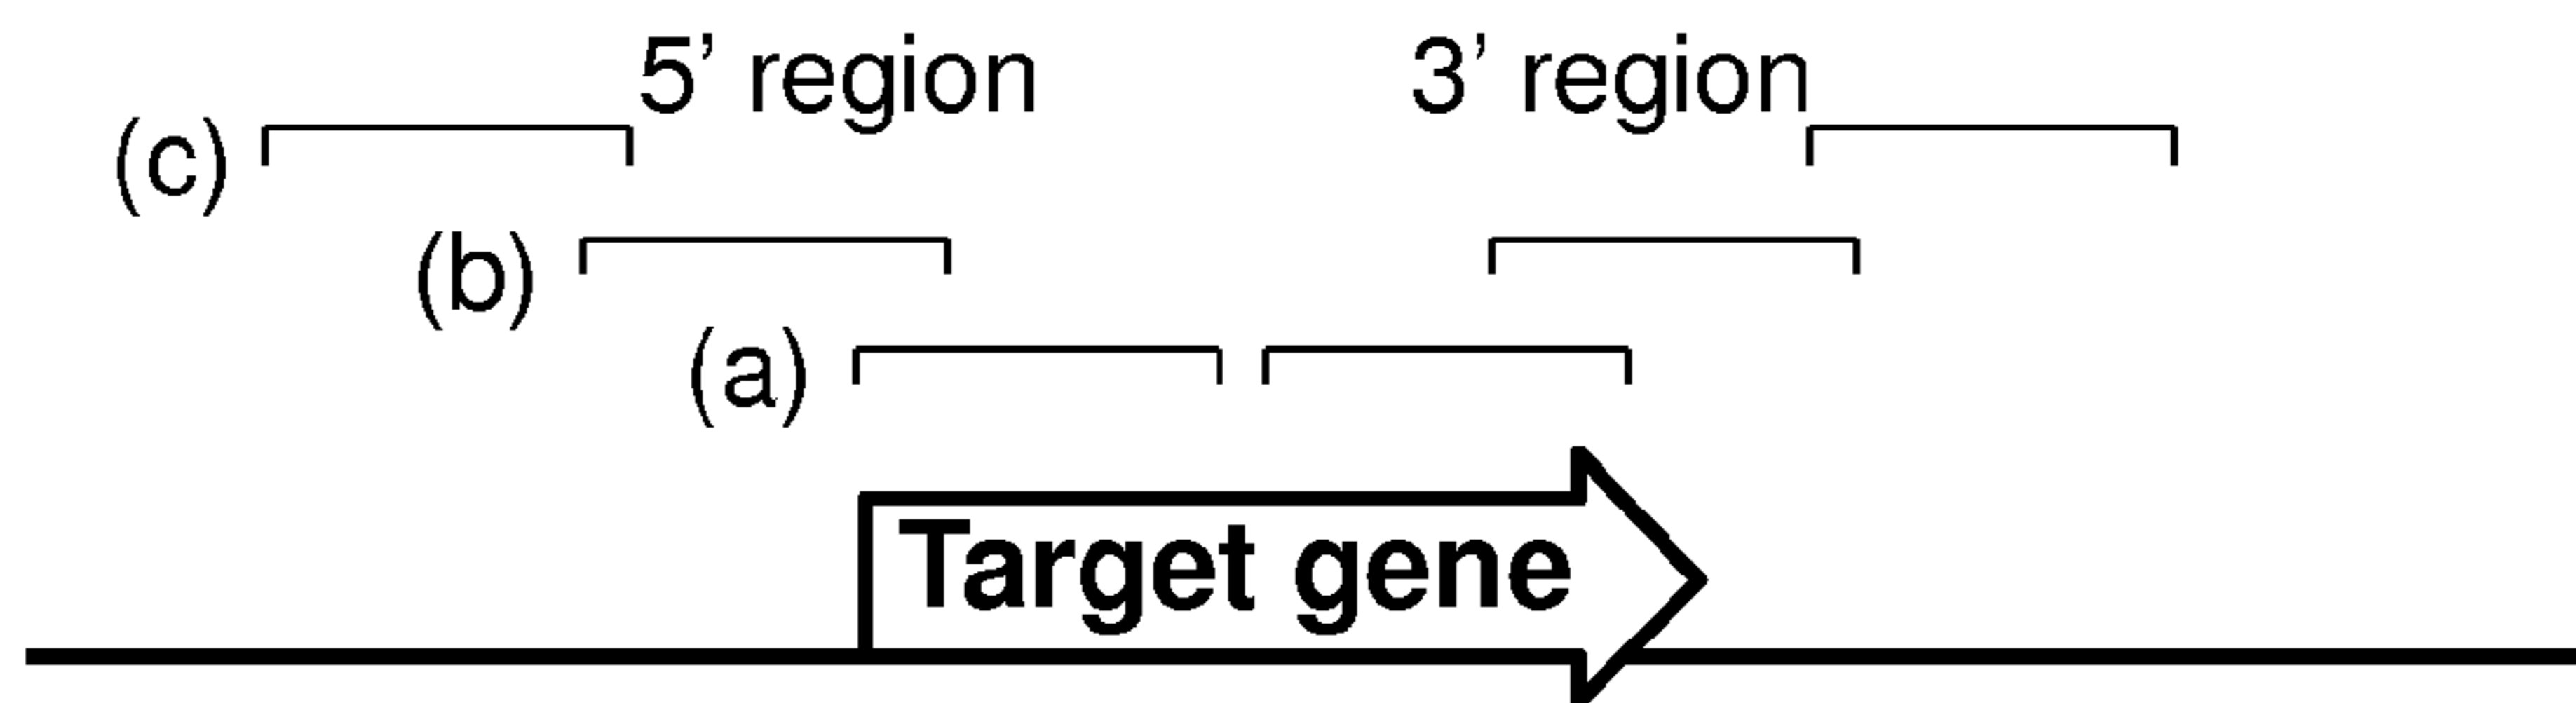 5’ region 3’ region
(c)
(b)
(a)
Target gene